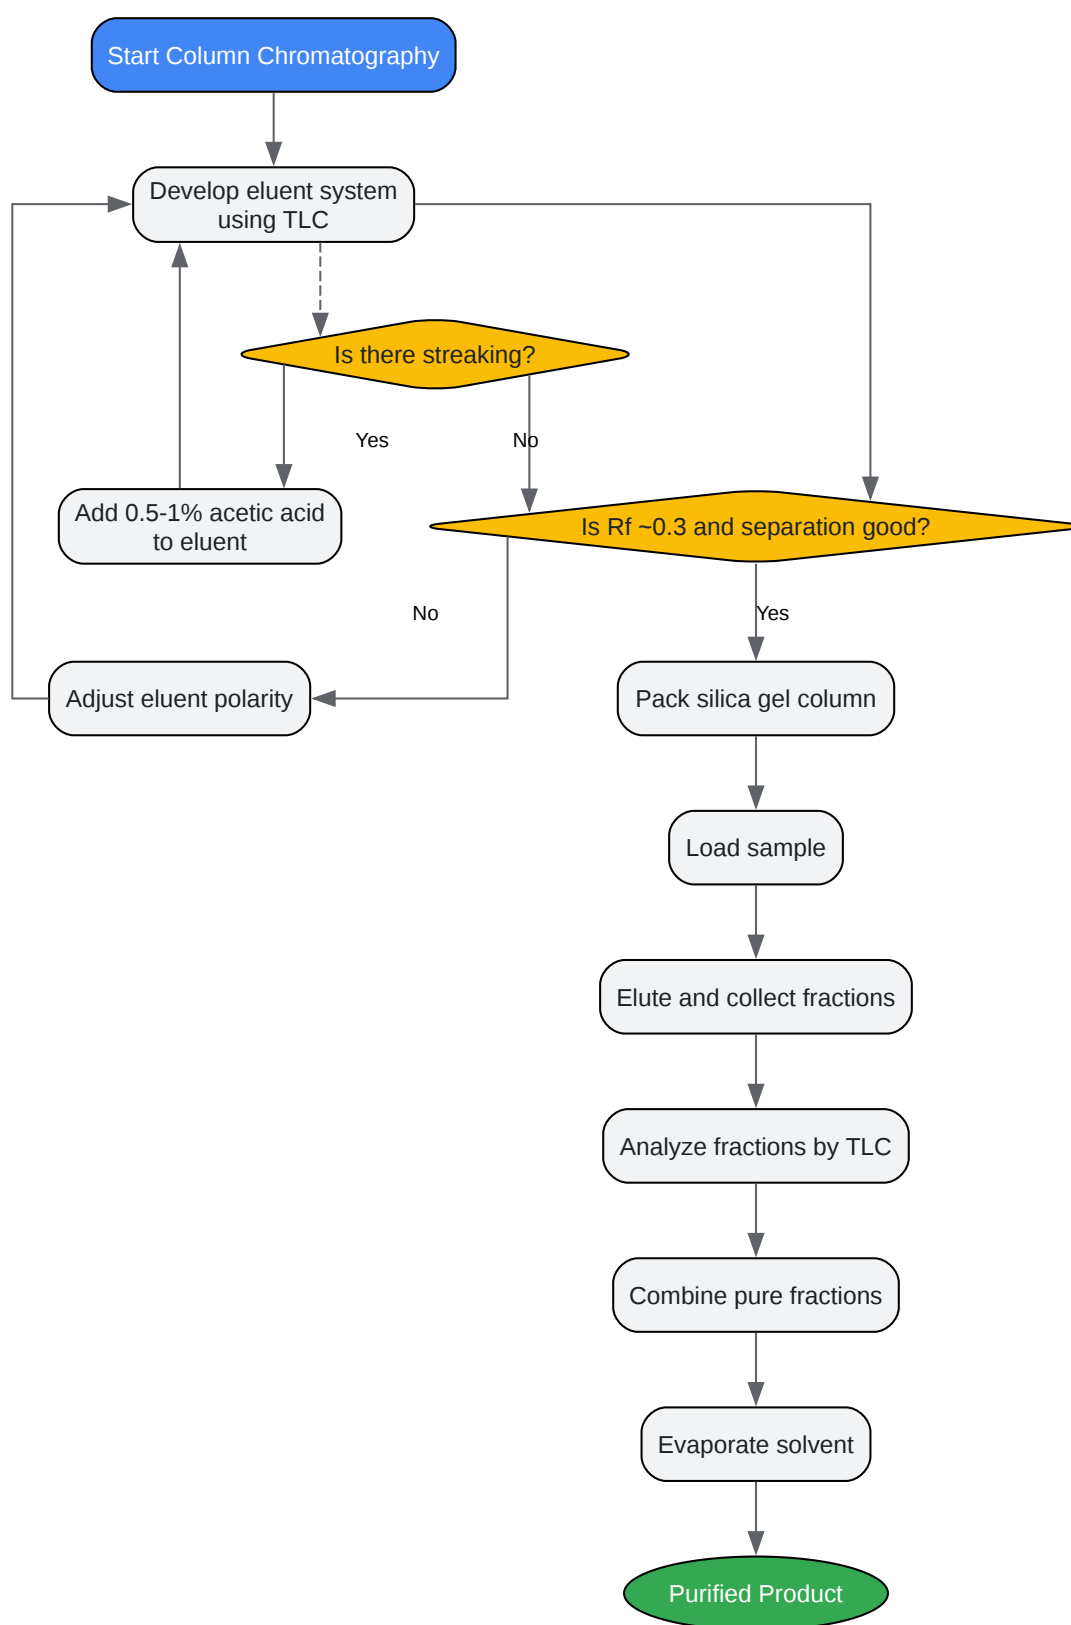 Start Column Chromatography
Develop eluent system
using TLC
Is there streaking?
Yes
No
Add 0.5-1% acetic acid
to eluent
Is Rf ~0.3 and separation good?
No
Yes
Adjust eluent polarity
Pack silica gel column
Load sample
Elute and collect fractions
Analyze fractions by TLC
Combine pure fractions
Evaporate solvent
Purified Product